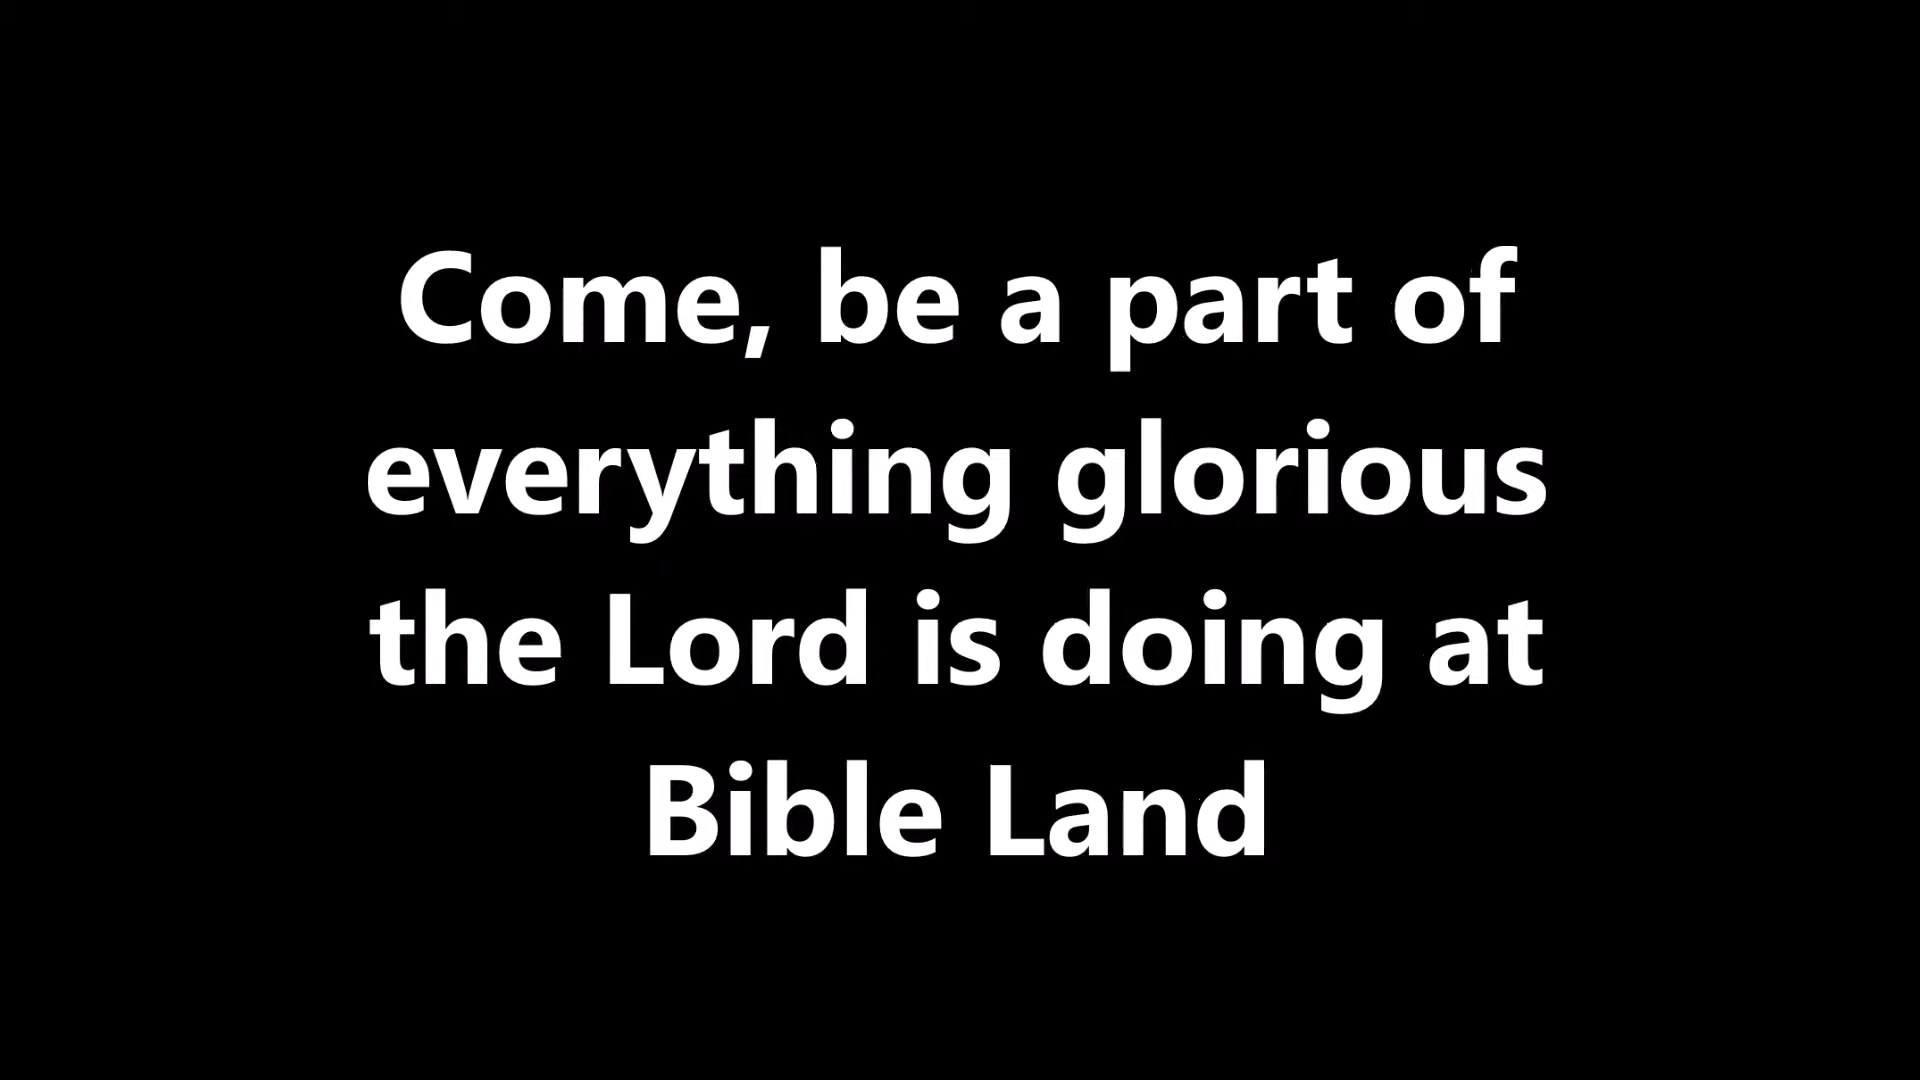 Come, be a part of
everything glorious
the Lord is doing at
Bible Land